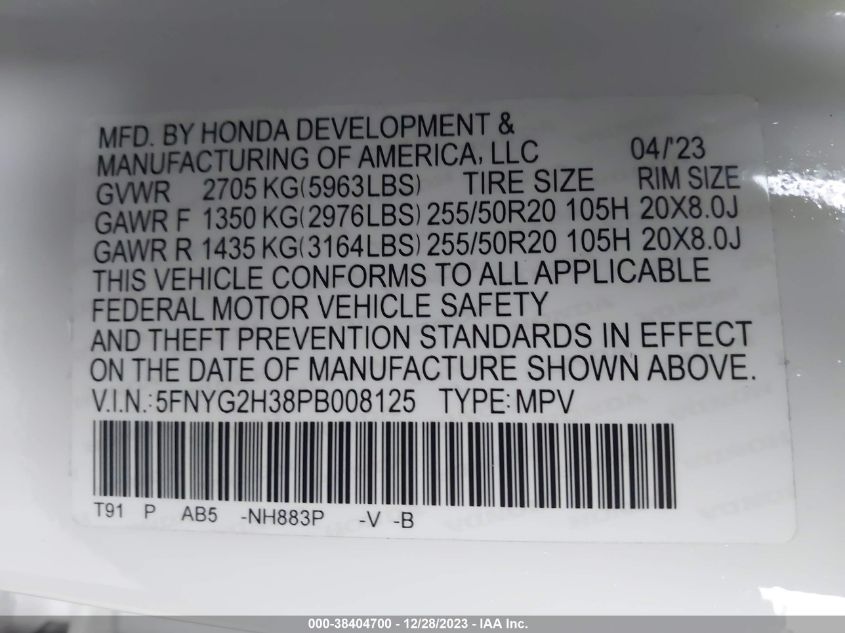 MFD. BY HONDA DEVELOPMENT &
MANUFACTURING OF AMERICA, LLC 04/'23
GVWR 2705 KG(5963LBS) TIRE SIZE RIM SIZE
GAWR F 1350 KG(2976LBS) 255/50R20 105H 20X8.0J
GAWR R 1435 KG(3164LBS) 255/50R20 105H 20X8.0J
THIS VEHICLE CONFORMS TO ALL APPLICABLE
FEDERAL MOTOR VEHICLE SAFETY
AND THEFT PREVENTION STANDARDS IN EFFECT
ON THE DATE OF MANUFACTURE SHOWN ABOVE.
V.I.N.: 5FNYG2H38PB008125 TYPE: MPV
T91 P AB5 -NH883P -V -B
000-38404700 - 12/28/2023 - IAA Inc.